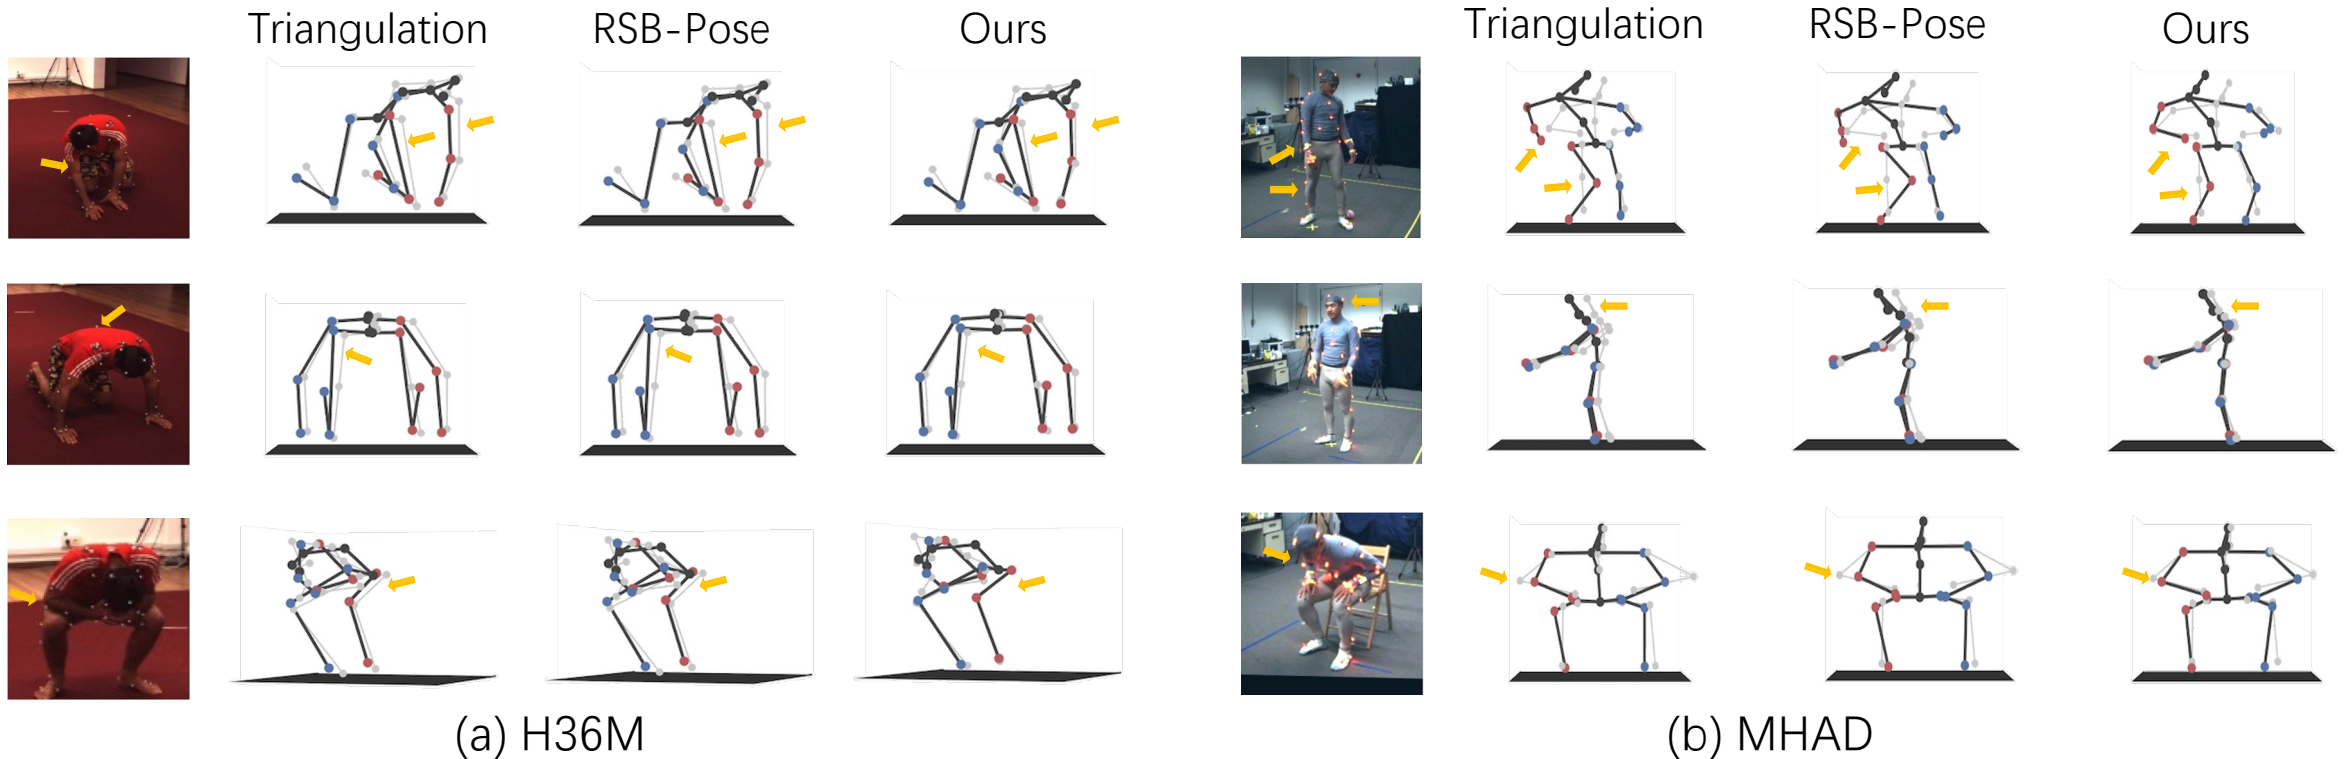 Triangulation RSB-Pose Ours
Triangulation RSB-Pose Ours
(a) H36M
(b) MHAD